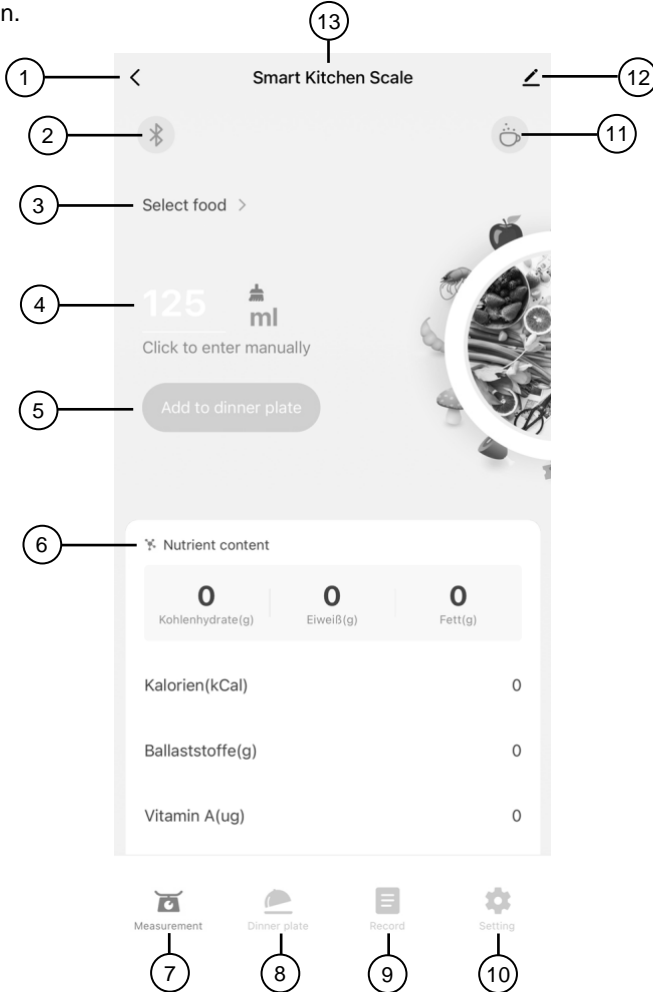 n.
13
1
Smart Kitchen Scale
12
2
11
3
Select food >
4
125 ml
Click to enter manually
5
Add to dinner plate
6
Nutrient content
0 0 0
Kohlenhydrate(g) Eiweiß(g) Fett(g)
Kalorien(kCal) 0
Ballaststoffe(g) 0
Vitamin A(ug) 0
Measurement Dinner plate Record Setting
7 8 9 10